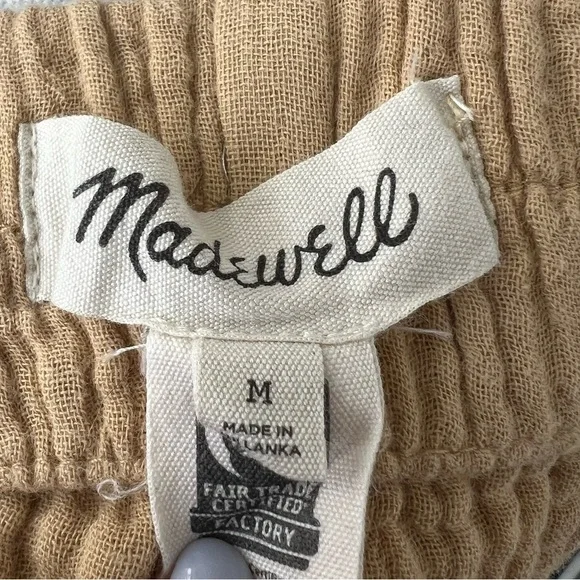 Madewell
M
MADE IN
LANKA
FAIR TRADE
CERTIFIED
FACTORY